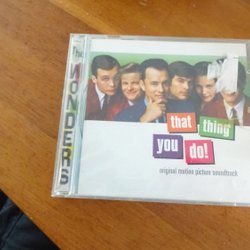 The
WONDERS
that
thing
you
do!
original motion picture soundtrack